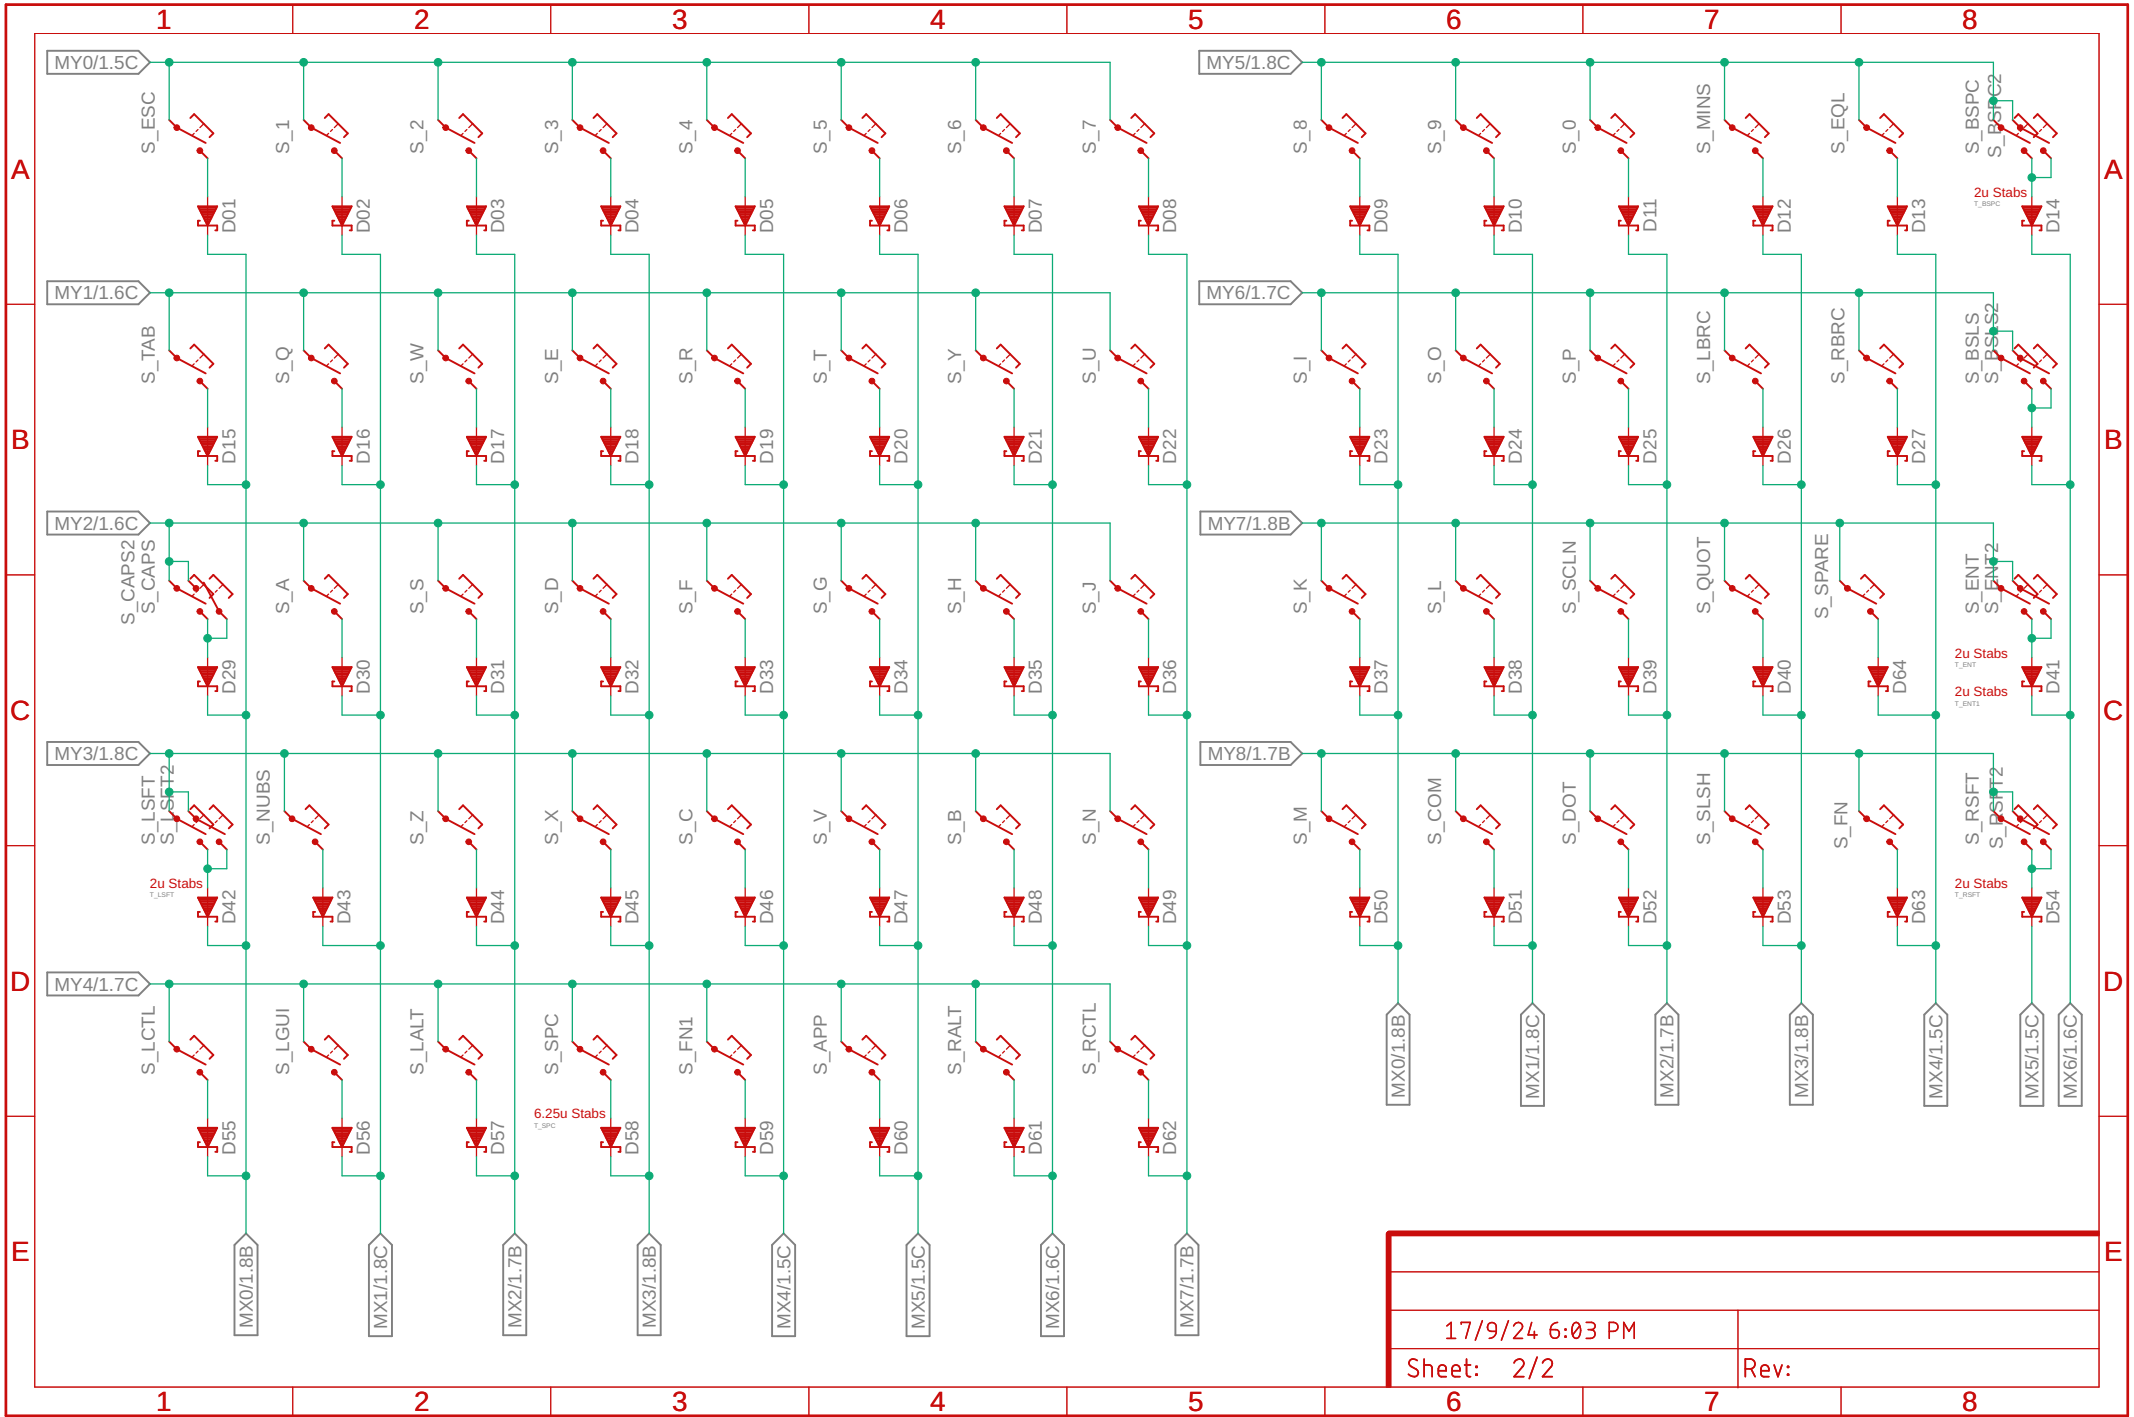 1 2 3 4 5 6 7 8
A A
B B
C C
D D
E E
MY0/1.5C
S_ESC S_1 S_2 S_3 S_4 S_5 S_6 S_7
D01 D02 D03 D04 D05 D06 D07 D08
MY5/1.8C
S_8 S_9 S_0 S_MINS S_EQL S_BSPC S_BSPC2
2u Stabs
T_BSPC
D09 D10 D11 D12 D13 D14
MY1/1.6C
S_TAB S_Q S_W S_E S_R S_T S_Y S_U
D15 D16 D17 D18 D19 D20 D21 D22
MY6/1.7C
S_I S_O S_P S_LBRC S_RBRC S_BSLS S_BSLS2
D23 D24 D25 D26 D27
MY2/1.6C
S_CAPS2 S_CAPS S_A S_S S_D S_F S_G S_H S_J
D29 D30 D31 D32 D33 D34 D35 D36
MY7/1.8B
S_K S_L S_SCLN S_QUOT S_SPARE S_ENT S_ENT2
2u Stabs
T_ENT
2u Stabs
T_ENT1
D37 D38 D39 D40 D64 D41
MY3/1.8C
S_LSFT S_LSFT2 S_NUBS S_Z S_X S_C S_V S_B S_N
2u Stabs
T_LSFT
D42 D43 D44 D45 D46 D47 D48 D49
MY8/1.7B
S_M S_COM S_DOT S_SLSH S_FN S_RSFT S_RSFT2
2u Stabs
T_RSFT
D50 D51 D52 D53 D63 D54
MY4/1.7C
S_LCTL S_LGUI S_LALT S_SPC S_FN1 S_APP S_RALT S_RCTL
6.25u Stabs
T_SPC
D55 D56 D57 D58 D59 D60 D61 D62
MX0/1.8B MX1/1.8C MX2/1.7B MX3/1.8B MX4/1.5C MX5/1.5C MX6/1.6C
MX0/1.8B MX1/1.8C MX2/1.7B MX3/1.8B MX4/1.5C MX5/1.5C MX6/1.6C MX7/1.7B
17/9/24 6:03 PM
Sheet: 2/2 Rev:
1 2 3 4 5 6 7 8